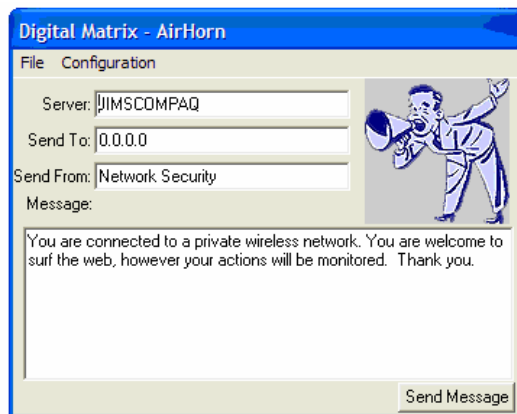 Digital Matrix - AirHorn
File Configuration
Server: JIMSCOMPAQ
Send To: 0.0.0.0
Send From: Network Security
Message:
You are connected to a private wireless network. You are welcome to
surf the web, however your actions will be monitored. Thank you.
Send Message